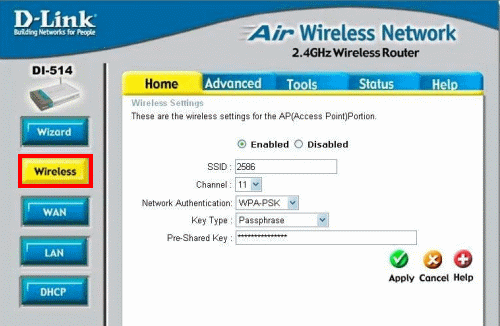 D-Link
Building Networks for People
Air Wireless Network
2.4GHz Wireless Router
DI-514
Home Advanced Tools Status Help
Wizard
Wireless
WAN
LAN
DHCP
Wireless Settings
These are the wireless settings for the AP(Access Point)Portion.
Enabled Disabled
SSID : 2586
Channel : 11
Network Authentication: WPA-PSK
Key Type : Passphrase
Pre-Shared Key : ***************
Apply Cancel Help